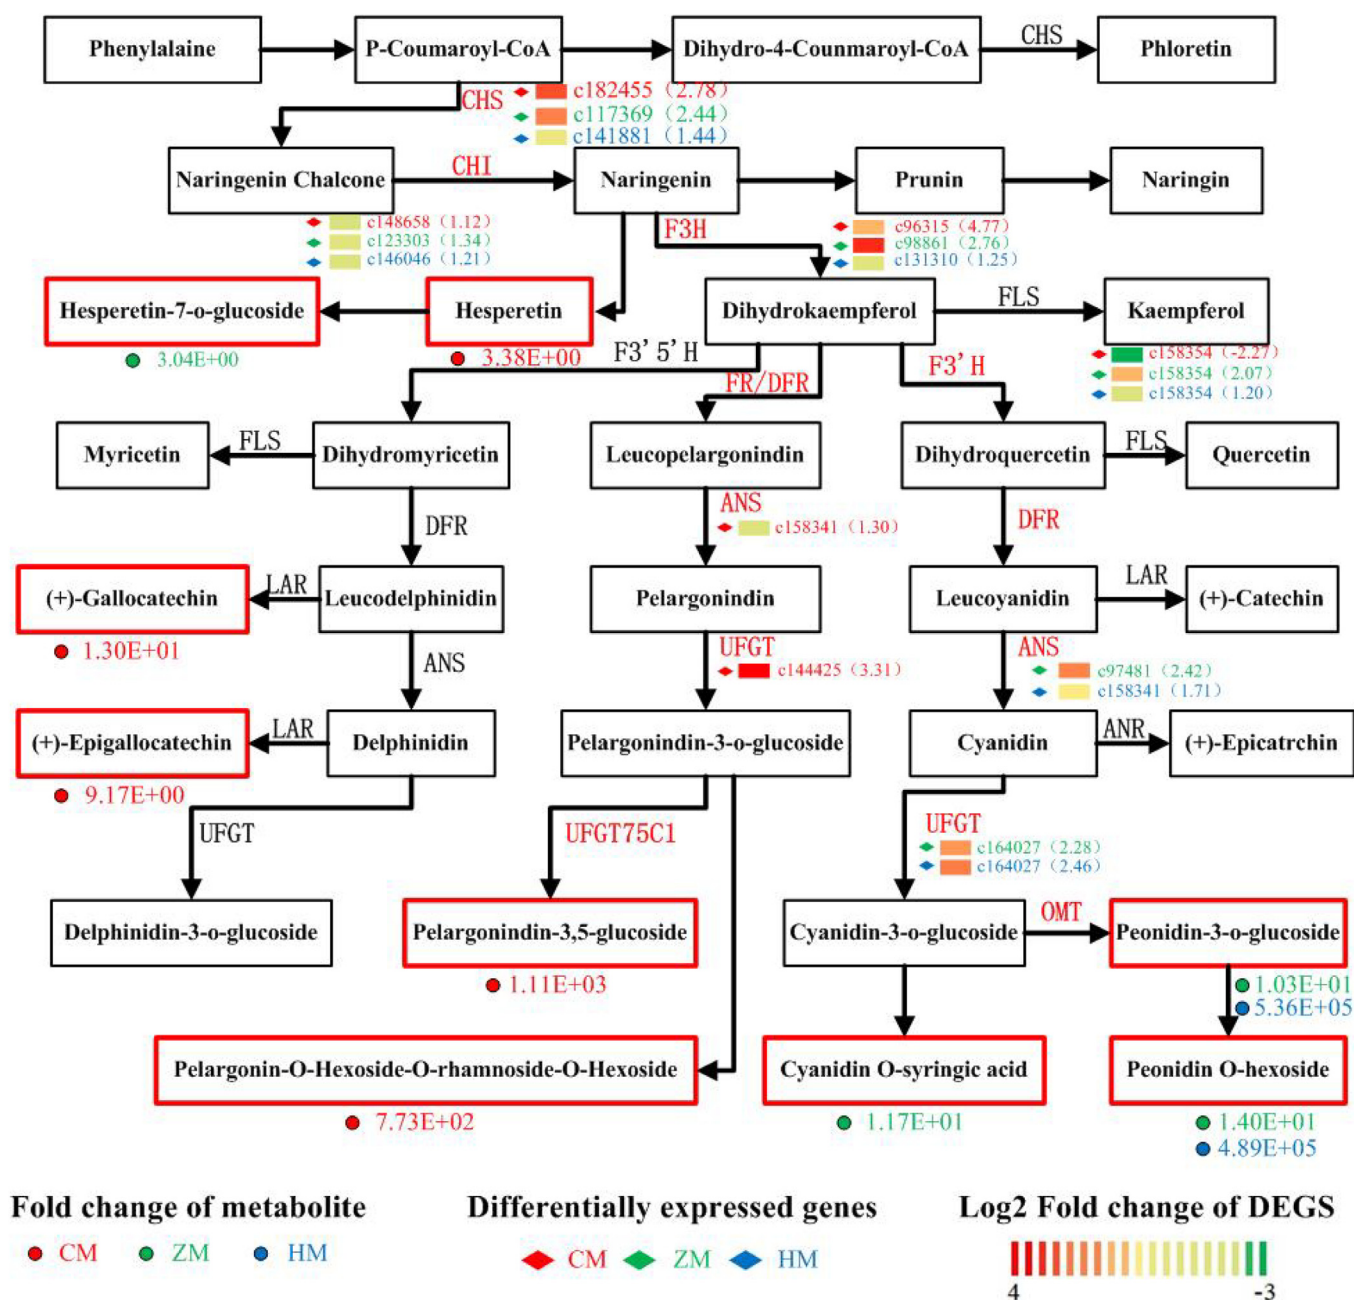 Phenylalaine
P-Coumaroyl-CoA
Dihydro-4-Counmaroyl-CoA
CHS
Phloretin
CHS
c182455（2.78）
c117369（2.44）
c141881（1.44）
Naringenin Chalcone
CHI
Naringenin
Prunin
Naringin
c148658（1.12）
c123303（1.34）
c146046（1.21）
F3H
c96315（4.77）
c98861（2.76）
c131310（1.25）
Hesperetin-7-o-glucoside
Hesperetin
Dihydrokaempferol
FLS
Kaempferol
3.04E+00
3.38E+00
F3'5'H
FR/DFR
F3'H
c158354（-2.27）
c158354（2.07）
c158354（1.20）
Myricetin
FLS
Dihydromyricetin
Leucopelargonindin
Dihydroquercetin
FLS
Quercetin
DFR
ANS
c158341（1.30）
DFR
(+)-Gallocatechin
LAR
Leucodelphinidin
Pelargonindin
Leucoyanidin
LAR
(+)-Catechin
1.30E+01
ANS
UFGT
c144425（3.31）
ANS
c97481（2.42）
c158341（1.71）
(+)-Epigallocatechin
LAR
Delphinidin
Pelargonindin-3-o-glucoside
Cyanidin
ANR
(+)-Epicatrchin
9.17E+00
UFGT
UFGT75C1
UFGT
c164027（2.28）
c164027（2.46）
Delphinidin-3-o-glucoside
Pelargonindin-3,5-glucoside
Cyanidin-3-o-glucoside
OMT
Peonidin-3-o-glucoside
1.11E+03
1.03E+01
5.36E+05
Pelargonin-O-Hexoside-O-rhamnoside-O-Hexoside
Cyanidin O-syringic acid
Peonidin O-hexoside
7.73E+02
1.17E+01
1.40E+01
4.89E+05
Fold change of metabolite
CM ZM HM
Differentially expressed genes
CM ZM HM
Log2 Fold change of DEGS
4 -3